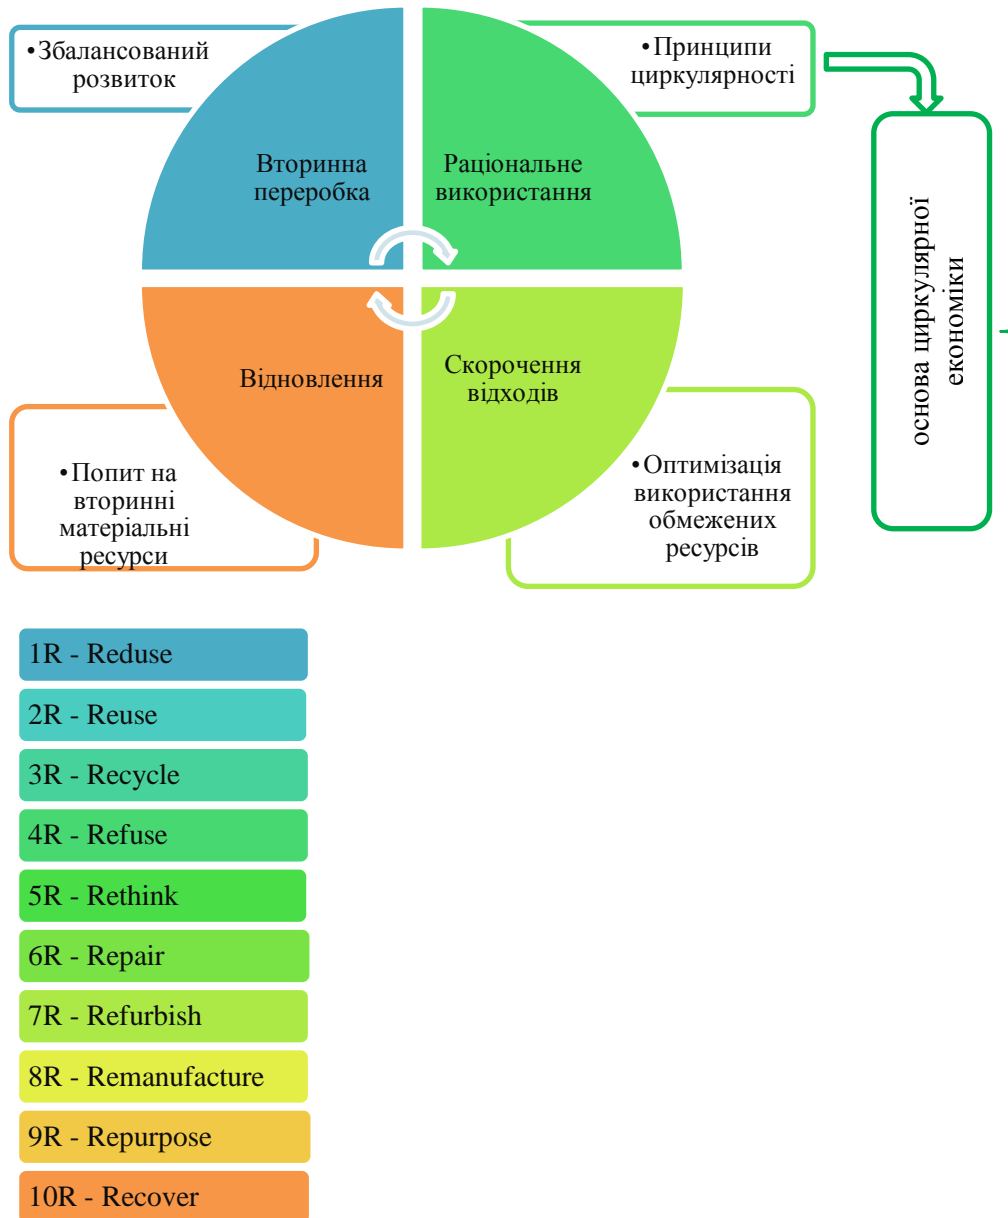 •Збалансований
розвиток
•Принципи
циркулярності
Вторинна
переробка
Раціональне
використання
основа циркулярної
економіки
Відновлення
Скорочення
відходів
•Попит на
вторинні
матеріальні
ресурси
•Оптимізація
використання
обмежених
ресурсів
1R - Reduse
2R - Reuse
3R - Recycle
4R - Refuse
5R - Rethink
6R - Repair
7R - Refurbish
8R - Remanufacture
9R - Repurpose
10R - Recover